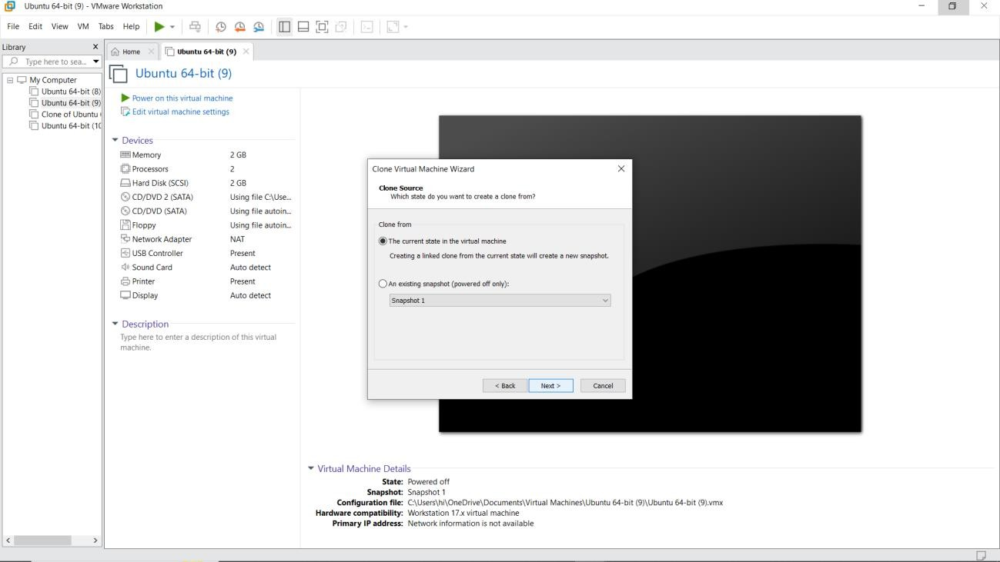 Ubuntu 64-bit (9) - VMware Workstation
File Edit View VM Tabs Help
Library X
Type here to sea...
Home
Ubuntu 64-bit (9)
My Computer
Ubuntu 64-bit (8)
Ubuntu 64-bit (9)
Clone of Ubuntu
Ubuntu 64-bit (10
Ubuntu 64-bit (9)
Power on this virtual machine
Edit virtual machine settings
Devices
Memory 2 GB
Processors 2
Hard Disk (SCSI) 2 GB
CD/DVD 2 (SATA) Using file C:\Use...
CD/DVD (SATA) Using file autoin...
Floppy Using file autoin...
Network Adapter NAT
USB Controller Present
Sound Card Auto detect
Printer Present
Display Auto detect
Description
Type here to enter a description of this virtual
machine.
Clone Virtual Machine Wizard
Clone Source
Which state do you want to create a clone from?
Clone from
The current state in the virtual machine
Creating a linked clone from the current state will create a new snapshot.
An existing snapshot (powered off only):
Snapshot 1
< Back Next > Cancel
Virtual Machine Details
State: Powered off
Snapshot: Snapshot 1
Configuration file: C:\Users\hi\OneDrive\Documents\Virtual Machines\Ubuntu 64-bit (9)\Ubuntu 64-bit (9).vmx
Hardware compatibility: Workstation 17.x virtual machine
Primary IP address: Network information is not available